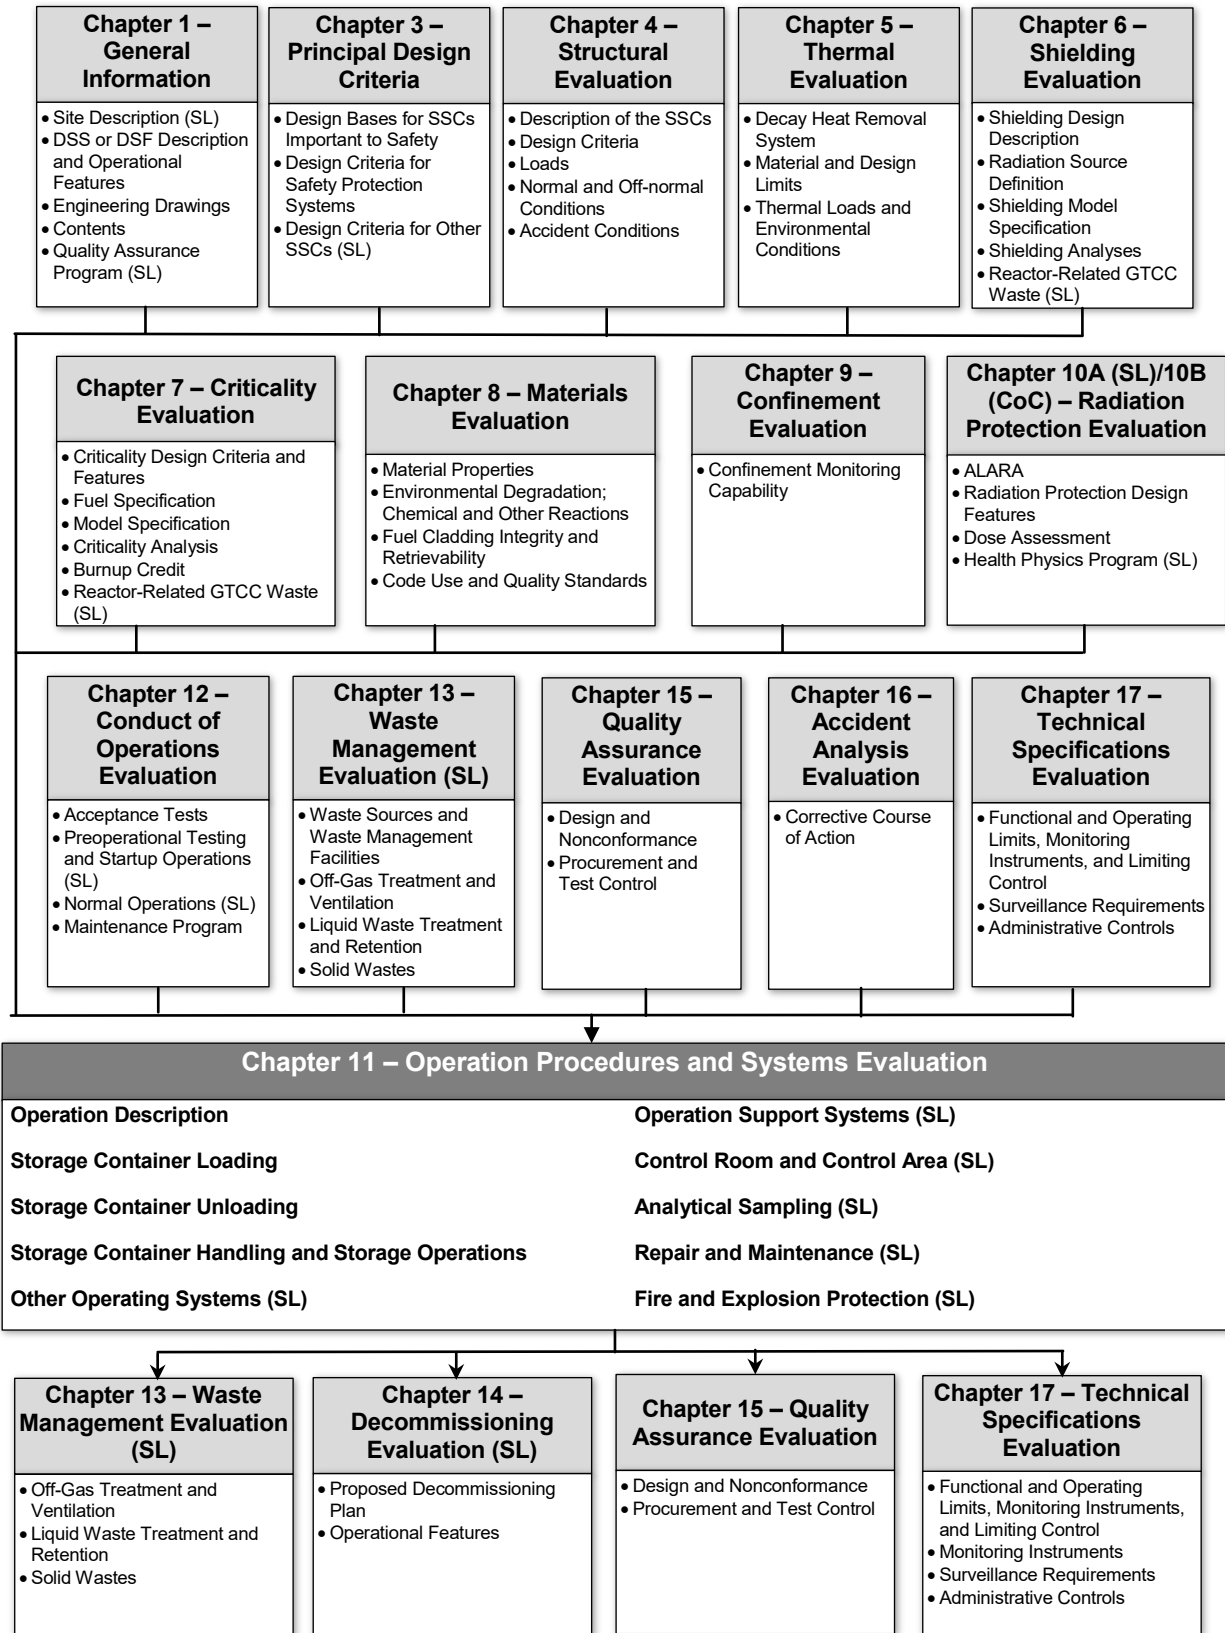 Chapter 1 –
General
Information
• Site Description (SL)
• DSS or DSF Description
and Operational
Features
• Engineering Drawings
• Contents
• Quality Assurance
Program (SL)
Chapter 3 –
Principal Design
Criteria
• Design Bases for SSCs
Important to Safety
• Design Criteria for
Safety Protection
Systems
• Design Criteria for Other
SSCs (SL)
Chapter 4 –
Structural
Evaluation
• Description of the SSCs
• Design Criteria
• Loads
• Normal and Off-normal
Conditions
• Accident Conditions
Chapter 5 –
Thermal
Evaluation
• Decay Heat Removal
System
• Material and Design
Limits
• Thermal Loads and
Environmental
Conditions
Chapter 6 –
Shielding
Evaluation
• Shielding Design
Description
• Radiation Source
Definition
• Shielding Model
Specification
• Shielding Analyses
• Reactor-Related GTCC
Waste (SL)
Chapter 7 – Criticality
Evaluation
• Criticality Design Criteria and
Features
• Fuel Specification
• Model Specification
• Criticality Analysis
• Burnup Credit
• Reactor-Related GTCC Waste
(SL)
Chapter 8 – Materials
Evaluation
• Material Properties
• Environmental Degradation;
Chemical and Other Reactions
• Fuel Cladding Integrity and
Retrievability
• Code Use and Quality Standards
Chapter 9 –
Confinement
Evaluation
• Confinement Monitoring
Capability
Chapter 10A (SL)/10B
(CoC) – Radiation
Protection Evaluation
• ALARA
• Radiation Protection Design
Features
• Dose Assessment
• Health Physics Program (SL)
Chapter 12 –
Conduct of
Operations
Evaluation
• Acceptance Tests
• Preoperational Testing
and Startup Operations
(SL)
• Normal Operations (SL)
• Maintenance Program
Chapter 13 –
Waste
Management
Evaluation (SL)
• Waste Sources and
Waste Management
Facilities
• Off-Gas Treatment and
Ventilation
• Liquid Waste Treatment
and Retention
• Solid Wastes
Chapter 15 –
Quality
Assurance
Evaluation
• Design and
Nonconformance
• Procurement and
Test Control
Chapter 16 –
Accident
Analysis
Evaluation
• Corrective Course
of Action
Chapter 17 –
Technical
Specifications
Evaluation
• Functional and Operating
Limits, Monitoring
Instruments, and Limiting
Control
• Surveillance Requirements
• Administrative Controls
Chapter 11 – Operation Procedures and Systems Evaluation
Operation Description
Storage Container Loading
Storage Container Unloading
Storage Container Handling and Storage Operations
Other Operating Systems (SL)
Operation Support Systems (SL)
Control Room and Control Area (SL)
Analytical Sampling (SL)
Repair and Maintenance (SL)
Fire and Explosion Protection (SL)
Chapter 13 – Waste
Management Evaluation
(SL)
• Off-Gas Treatment and
Ventilation
• Liquid Waste Treatment and
Retention
• Solid Wastes
Chapter 14 –
Decommissioning
Evaluation (SL)
• Proposed Decommissioning
Plan
• Operational Features
Chapter 15 – Quality
Assurance Evaluation
• Design and Nonconformance
• Procurement and Test Control
Chapter 17 – Technical
Specifications
Evaluation
• Functional and Operating
Limits, Monitoring Instruments,
and Limiting Control
• Monitoring Instruments
• Surveillance Requirements
• Administrative Controls